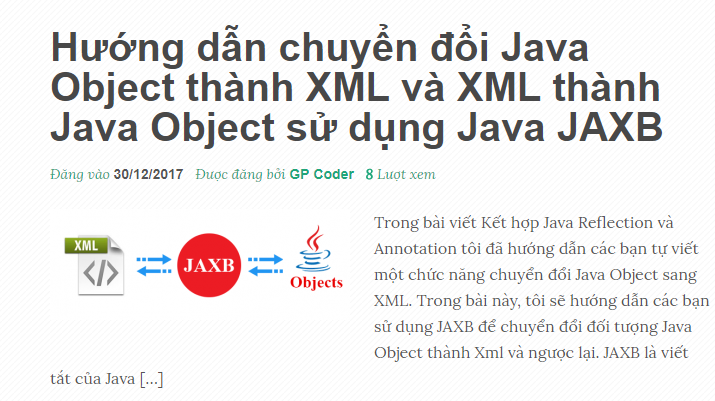 Hướng dẫn chuyển đổi Java
Object thành XML và XML thành
Java Object sử dụng Java JAXB
Đăng vào 30/12/2017 Được đăng bởi GP Coder 8 Lượt xem
XML
JAXB
Java
Objects
Trong bài viết Kết hợp Java Reflection và
Annotation tôi đã hướng dẫn các bạn tự viết
một chức năng chuyển đổi Java Object sang
XML. Trong bài này, tôi sẽ hướng dẫn các bạn
sử dụng JAXB để chuyển đổi đối tượng Java
Object thành Xml và ngược lại. JAXB là viết
tắt của Java [...]